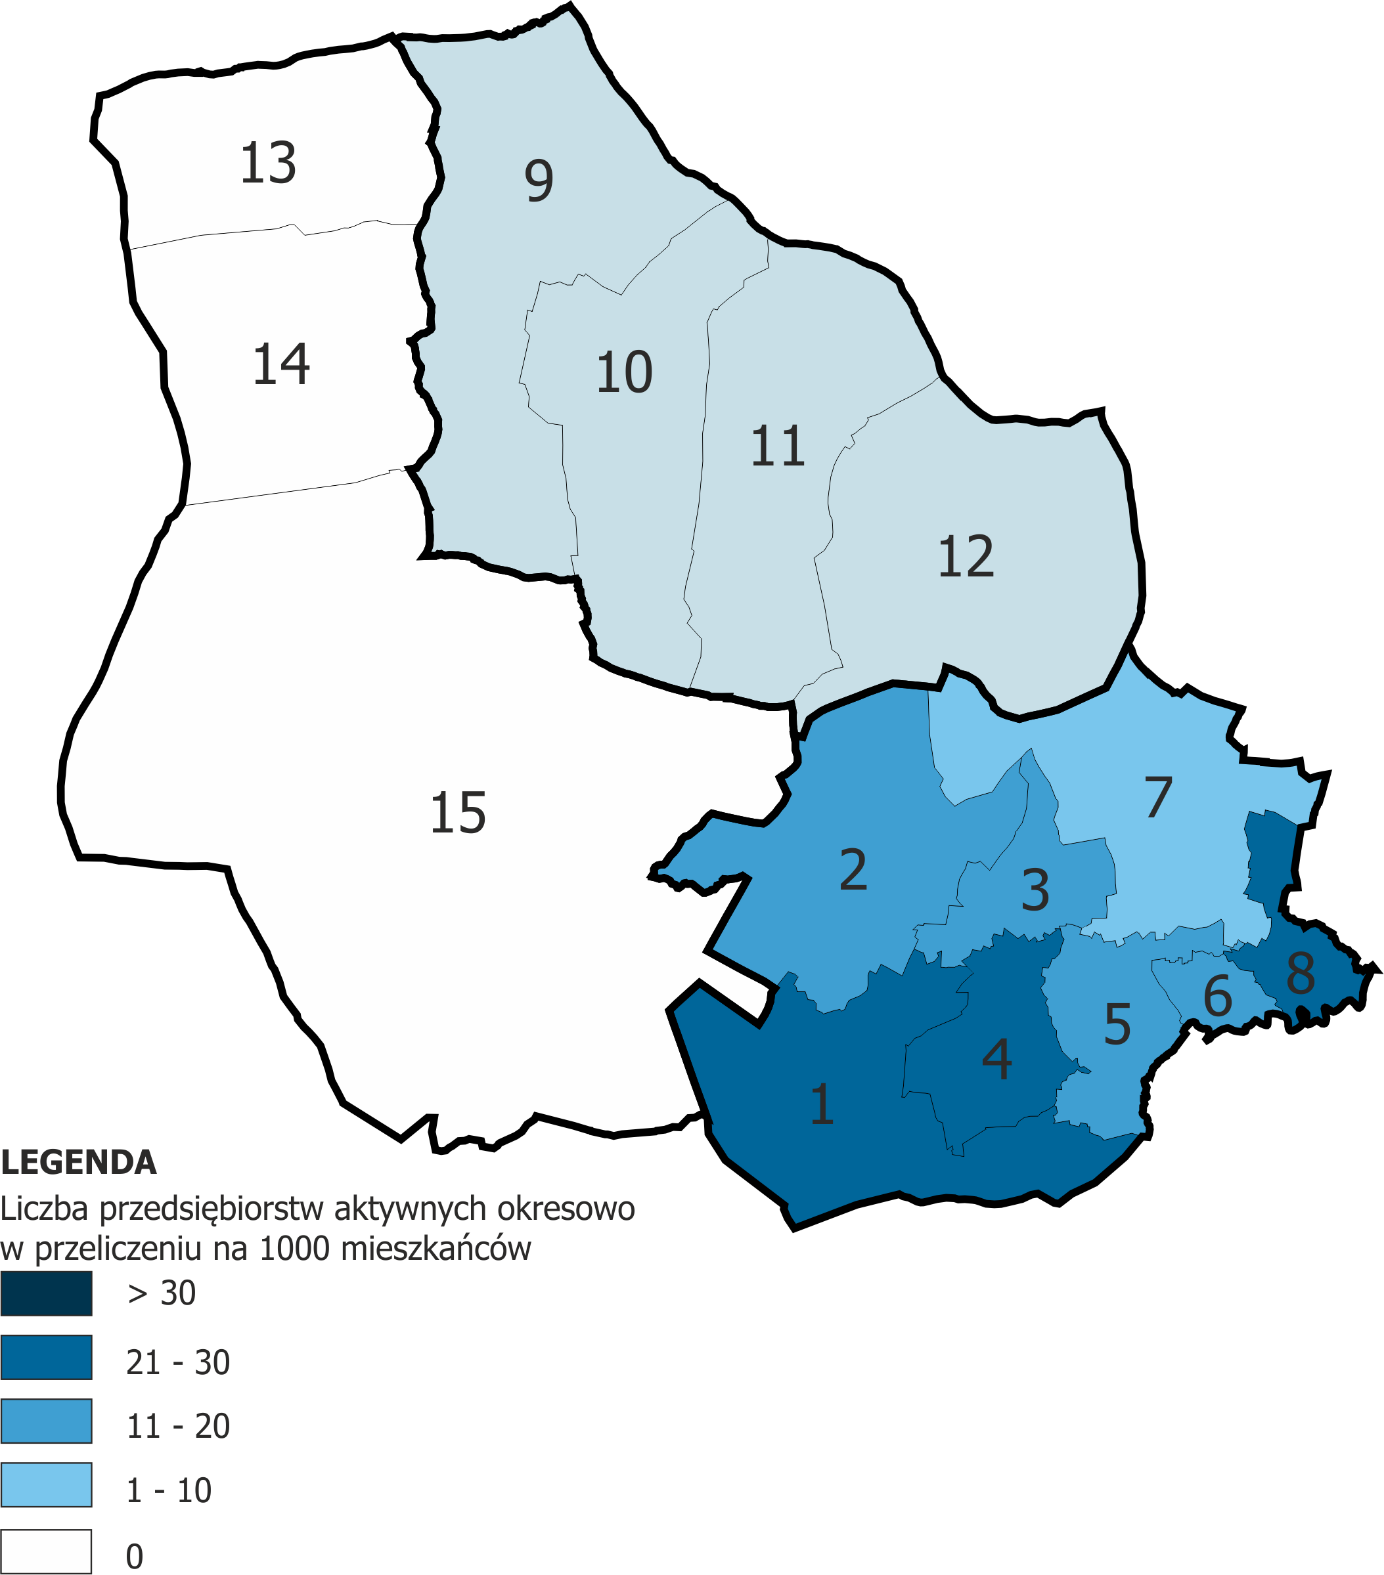 13
9
14
10
11
12
15
7
2
3
8
6
5
4
1
LEGENDA
Liczba przedsiębiorstw aktywnych okresowo
w przeliczeniu na 1000 mieszkańców
> 30
21 - 30
11 - 20
1 - 10
0